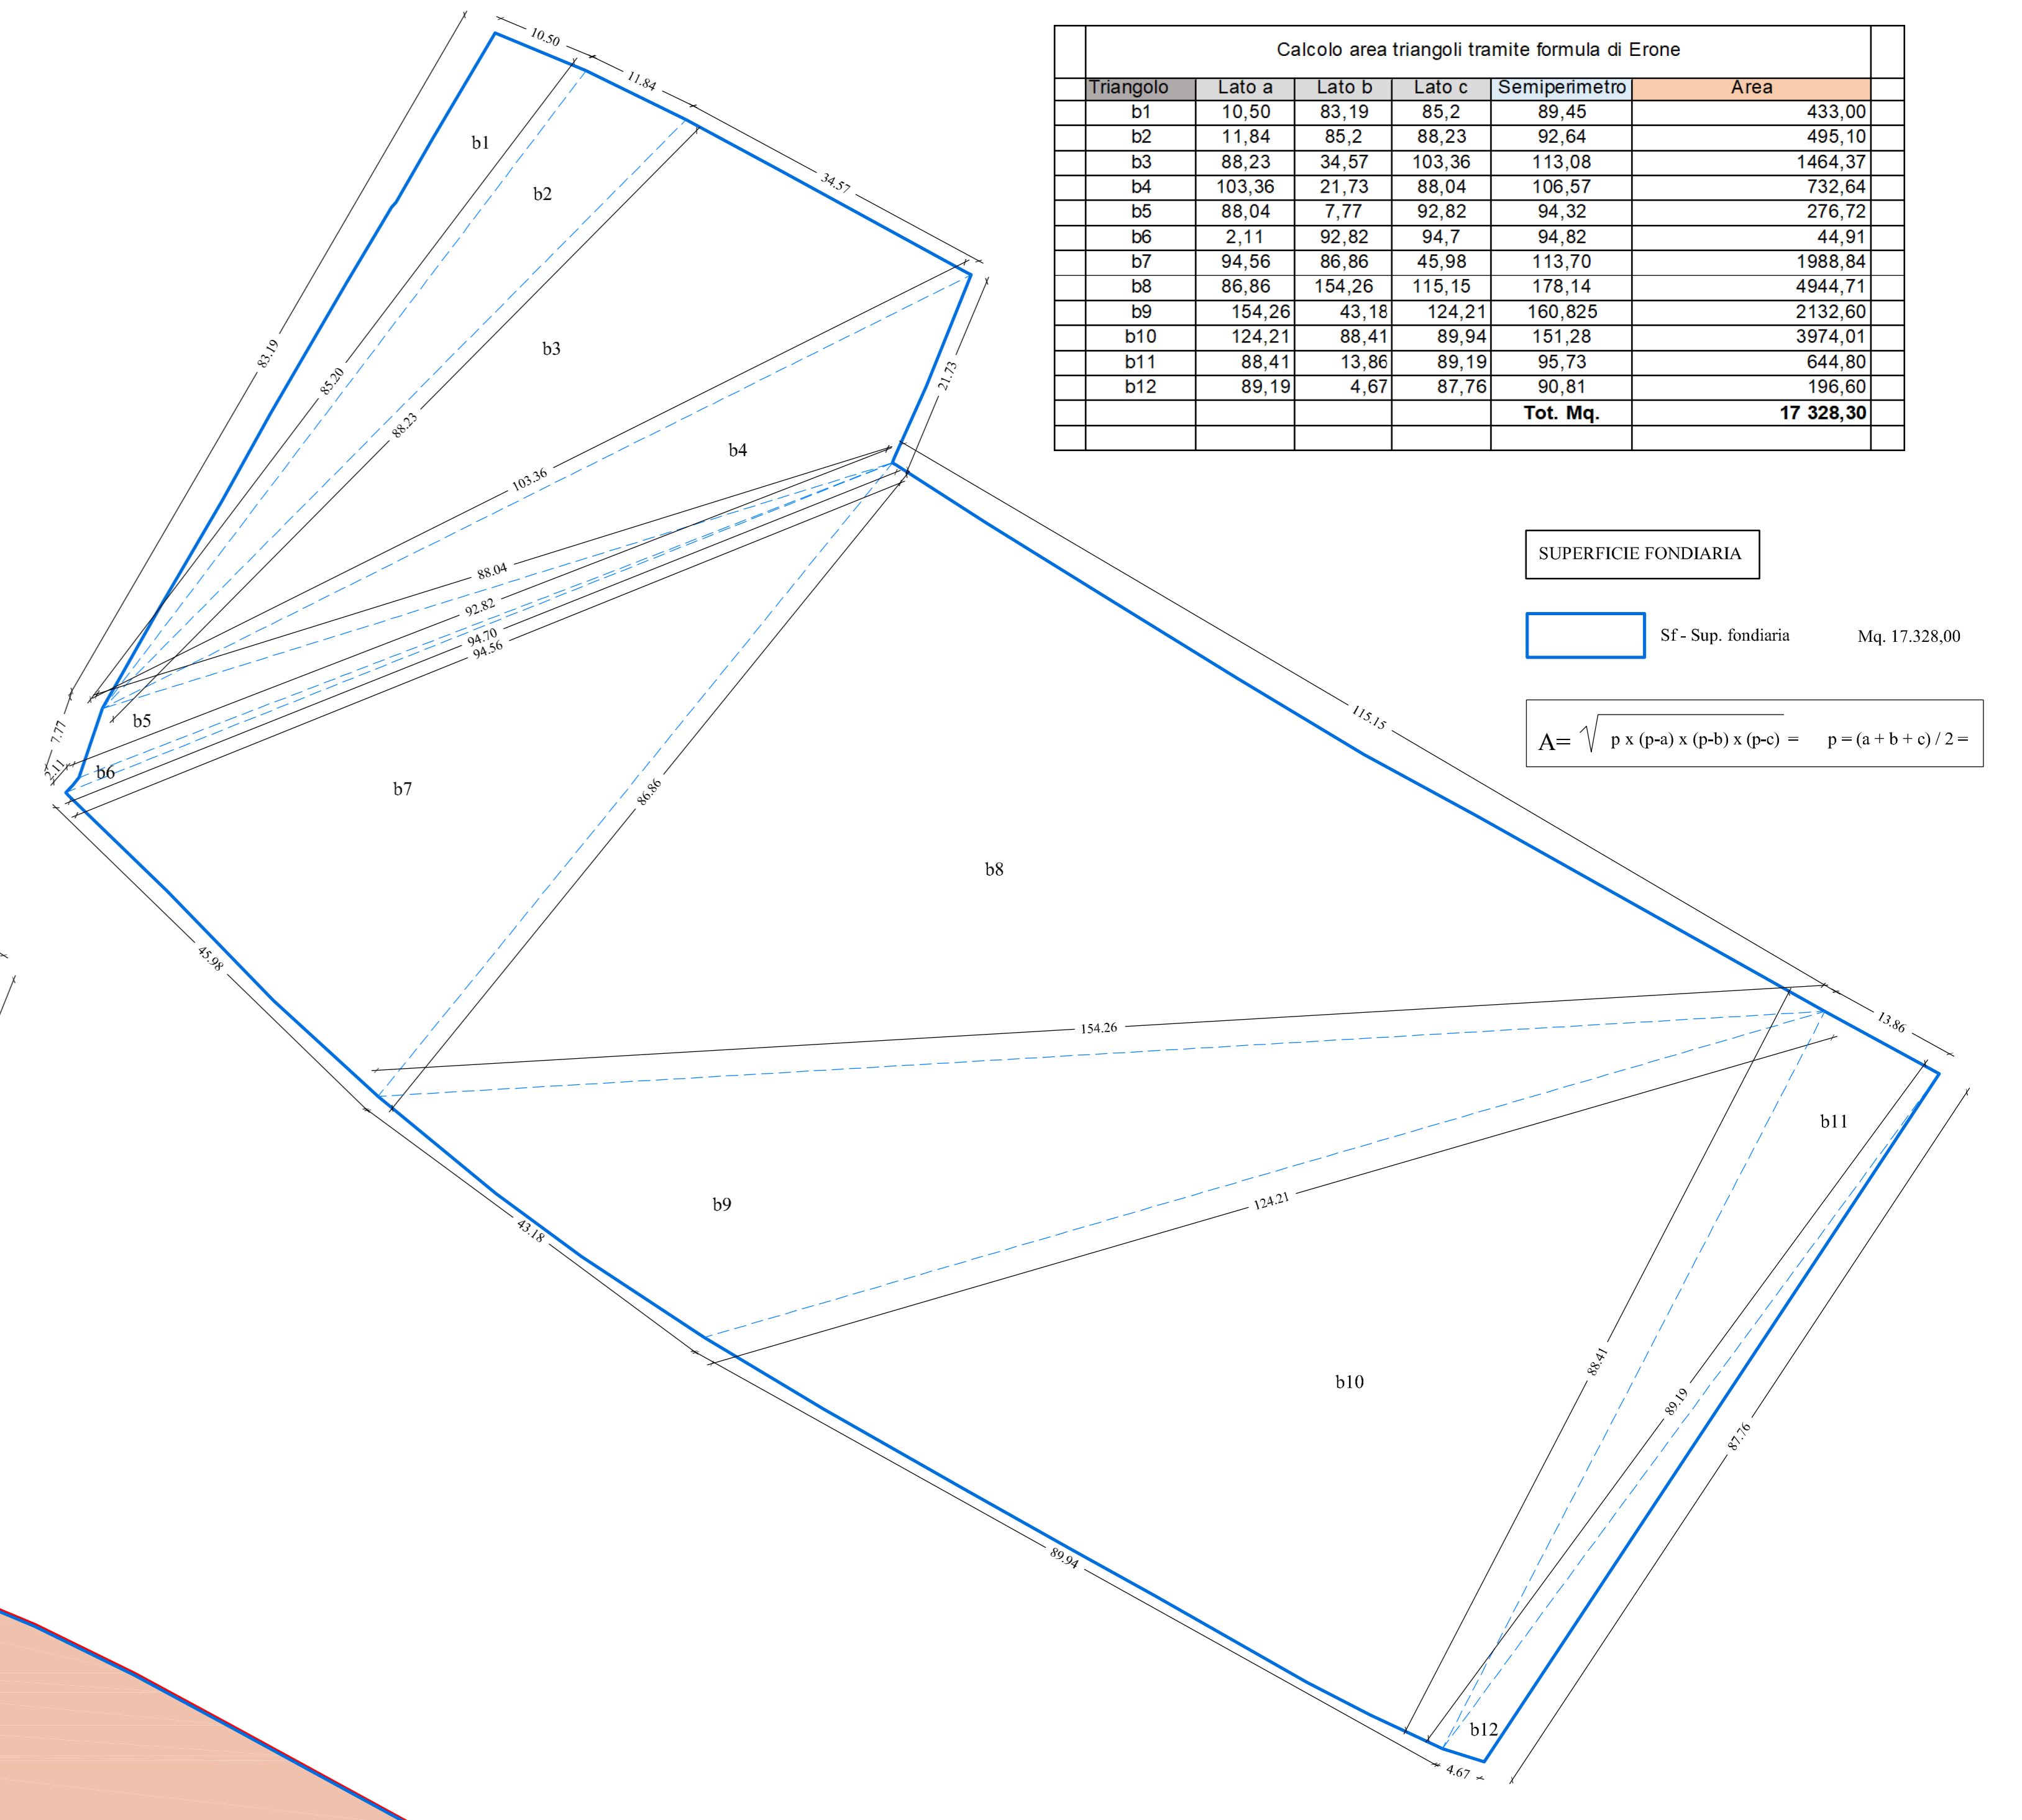 Calcolo area triangoli tramite formula di Erone
Triangolo Lato a Lato b Lato c Semiperimetro Area
b1 10,50 83,19 85,2 89,45 433,00
b2 11,84 85,2 88,23 92,64 495,10
b3 88,23 34,57 103,36 113,08 1464,37
b4 103,36 21,73 88,04 106,57 732,64
b5 88,04 7,77 92,82 94,32 276,72
b6 2,11 92,82 94,7 94,82 44,91
b7 94,56 86,86 45,98 113,70 1988,84
b8 86,86 154,26 115,15 178,14 4944,71
b9 154,26 43,18 124,21 160,825 2132,60
b10 124,21 88,41 89,94 151,28 3974,01
b11 88,41 13,86 89,19 95,73 644,80
b12 89,19 4,67 87,76 90,81 196,60
Tot. Mq. 17 328,30
SUPERFICIE FONDIARIA
Sf - Sup. fondiaria Mq. 17.328,00
A= √ p x (p-a) x (p-b) x (p-c) = p = (a + b + c) / 2 =
10.50
11.84
34.57
b1
b2
b3
83.19
85.20
88.23
21.73
b4
103.36
88.04
92.82
94.70
94.56
7.77
b5
2.11
b6
b7
86.86
115.15
b8
45.98
154.26
13.86
b11
b9
124.21
43.18
b10
88.41
89.19
87.76
89.94
b12
4.67